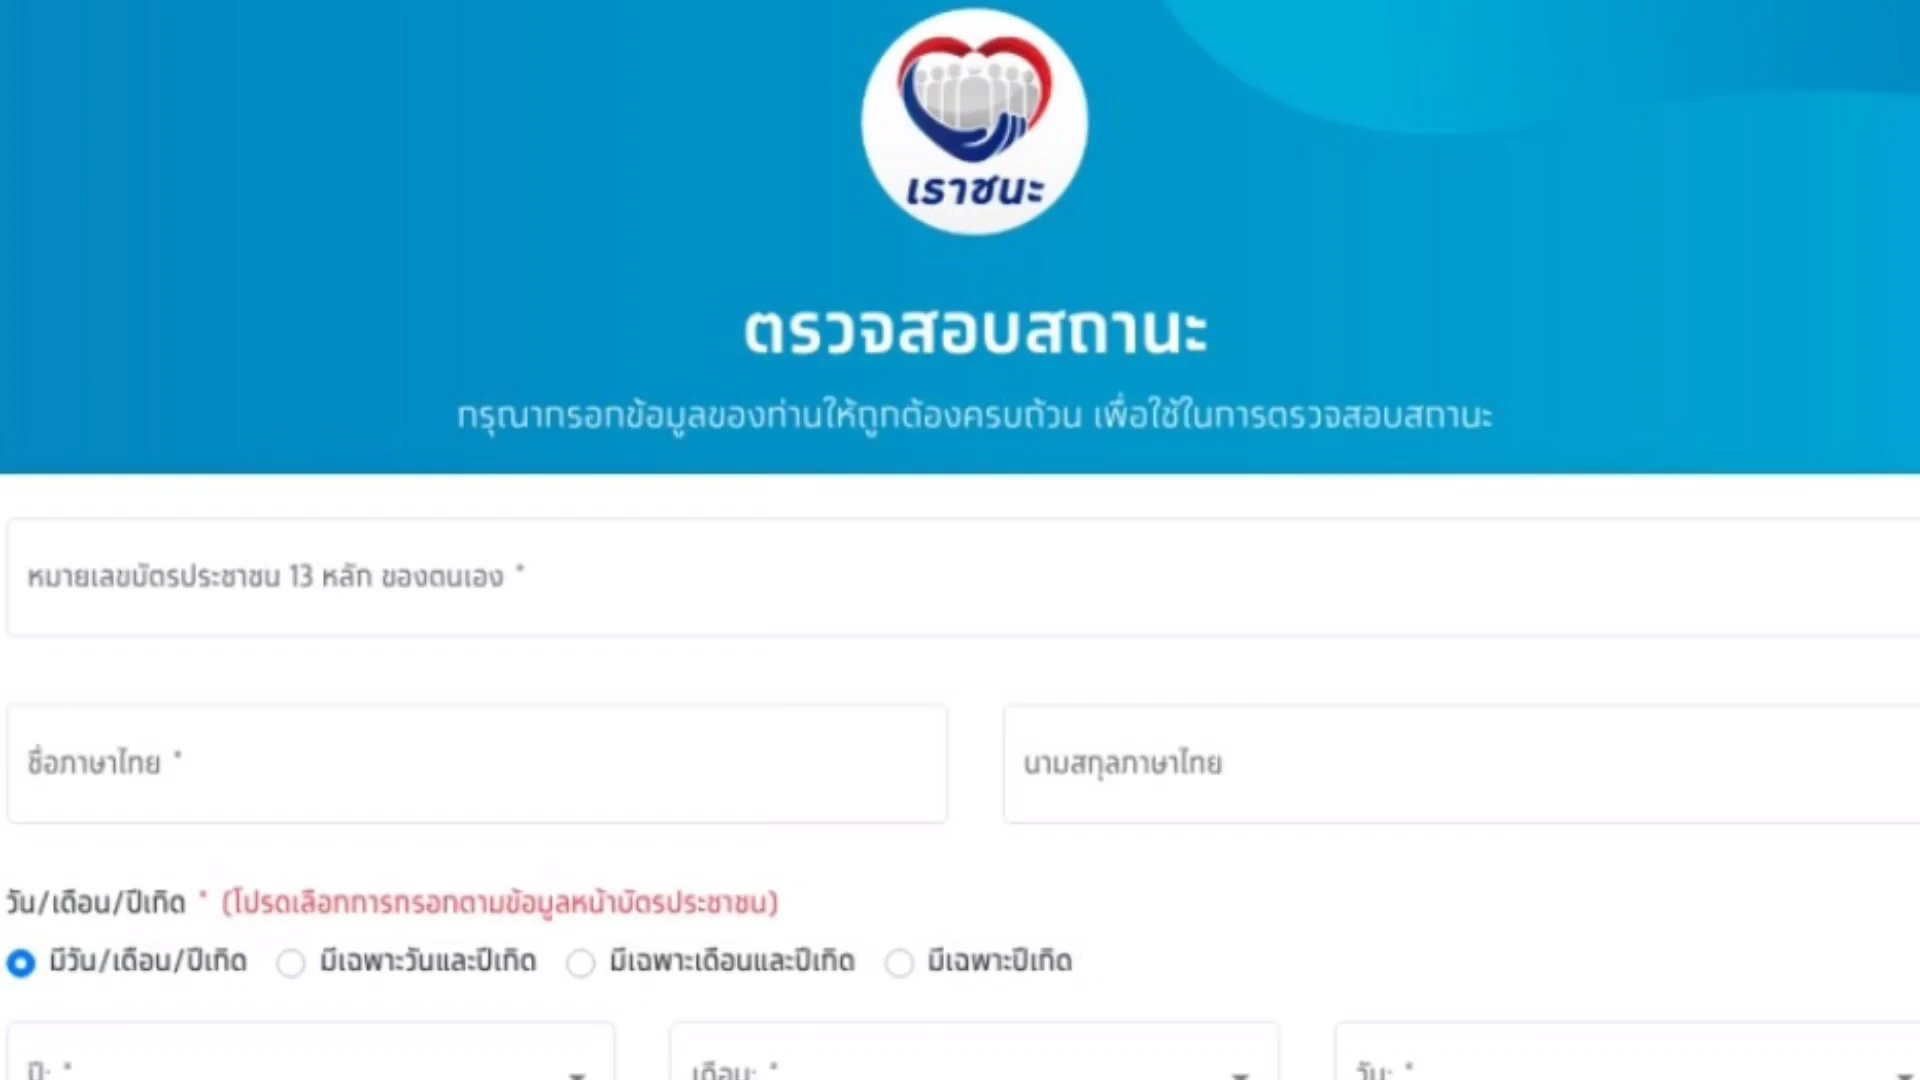 เราชนะ
ตรวจสอบสถานะ
กรุณากรอกข้อมูลของท่านให้ถูกต้องครบถ้วน เพื่อใช้ในการตรวจสอบสถานะ
หมายเลขบัตรประชาชน 13 หลัก ของตนเอง *
ชื่อภาษาไทย * นามสกุลภาษาไทย
วัน/เดือน/ปีเกิด * (โปรดเลือกการกรอกตามข้อมูลหน้าบัตรประชาชน)
มีวัน/เดือน/ปีเกิด มีเฉพาะวันและปีเกิด มีเฉพาะเดือนและปีเกิด มีเฉพาะปีเกิด
ปี: * เดือน: * วัน: *